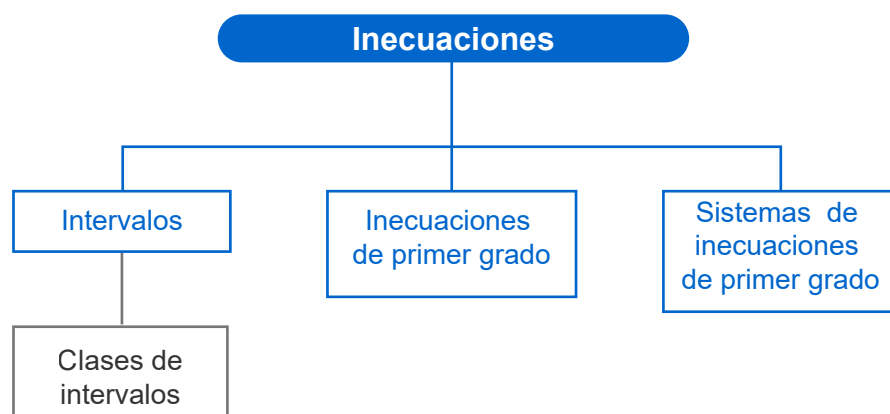 Inecuaciones
Intervalos
Inecuaciones
de primer grado
Sistemas de
inecuaciones
de primer grado
Clases de
intervalos